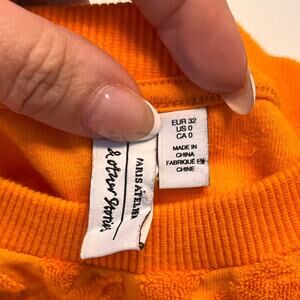 PARIS ATELIER
& Other Stories
EUR 32
US 0
CA 0
MADE IN
CHINA
FABRIQUÉ EN
CHINE